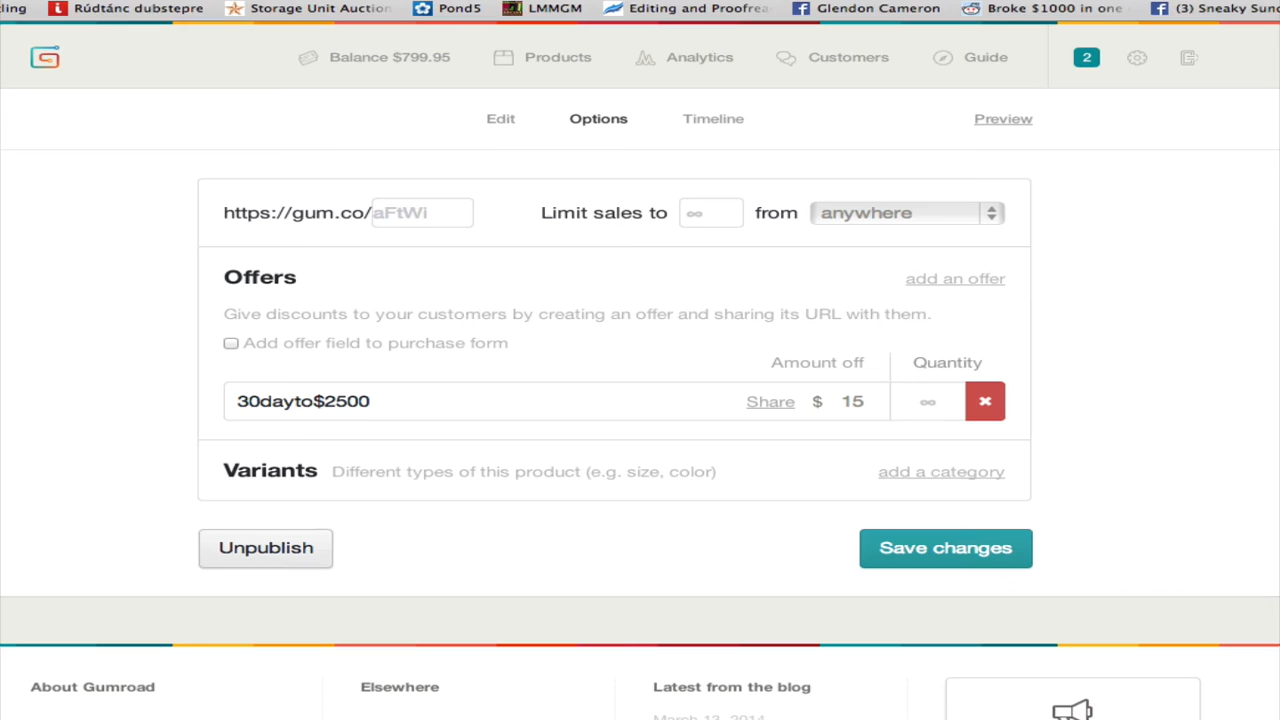 ling Rúdtánc dubstepre Storage Unit Auction Pond5 LMMGM Editing and Proofrea Glendon Cameron Broke $1000 in one (3) Sneaky Sund
Balance $799.95 Products Analytics Customers Guide 2
Edit Options Timeline Preview
https://gum.co/aFtWi Limit sales to ∞ from anywhere
Offers add an offer
Give discounts to your customers by creating an offer and sharing its URL with them.
Add offer field to purchase form
Amount off Quantity
30dayto$2500 Share $ 15 ∞
Variants Different types of this product (e.g. size, color) add a category
Unpublish Save changes
About Gumroad Elsewhere Latest from the blog
March 13, 2014